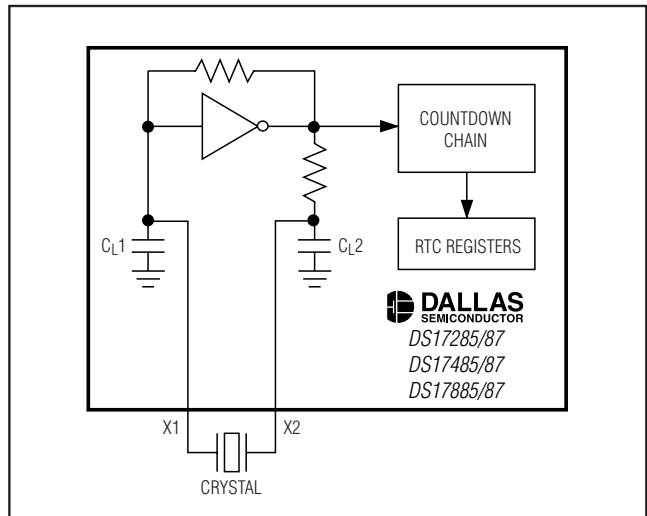 COUNTDOWN
CHAIN
CL1
CL2
RTC REGISTERS
DALLAS
SEMICONDUCTOR
DS17285/87
DS17485/87
DS17885/87
X1
X2
CRYSTAL